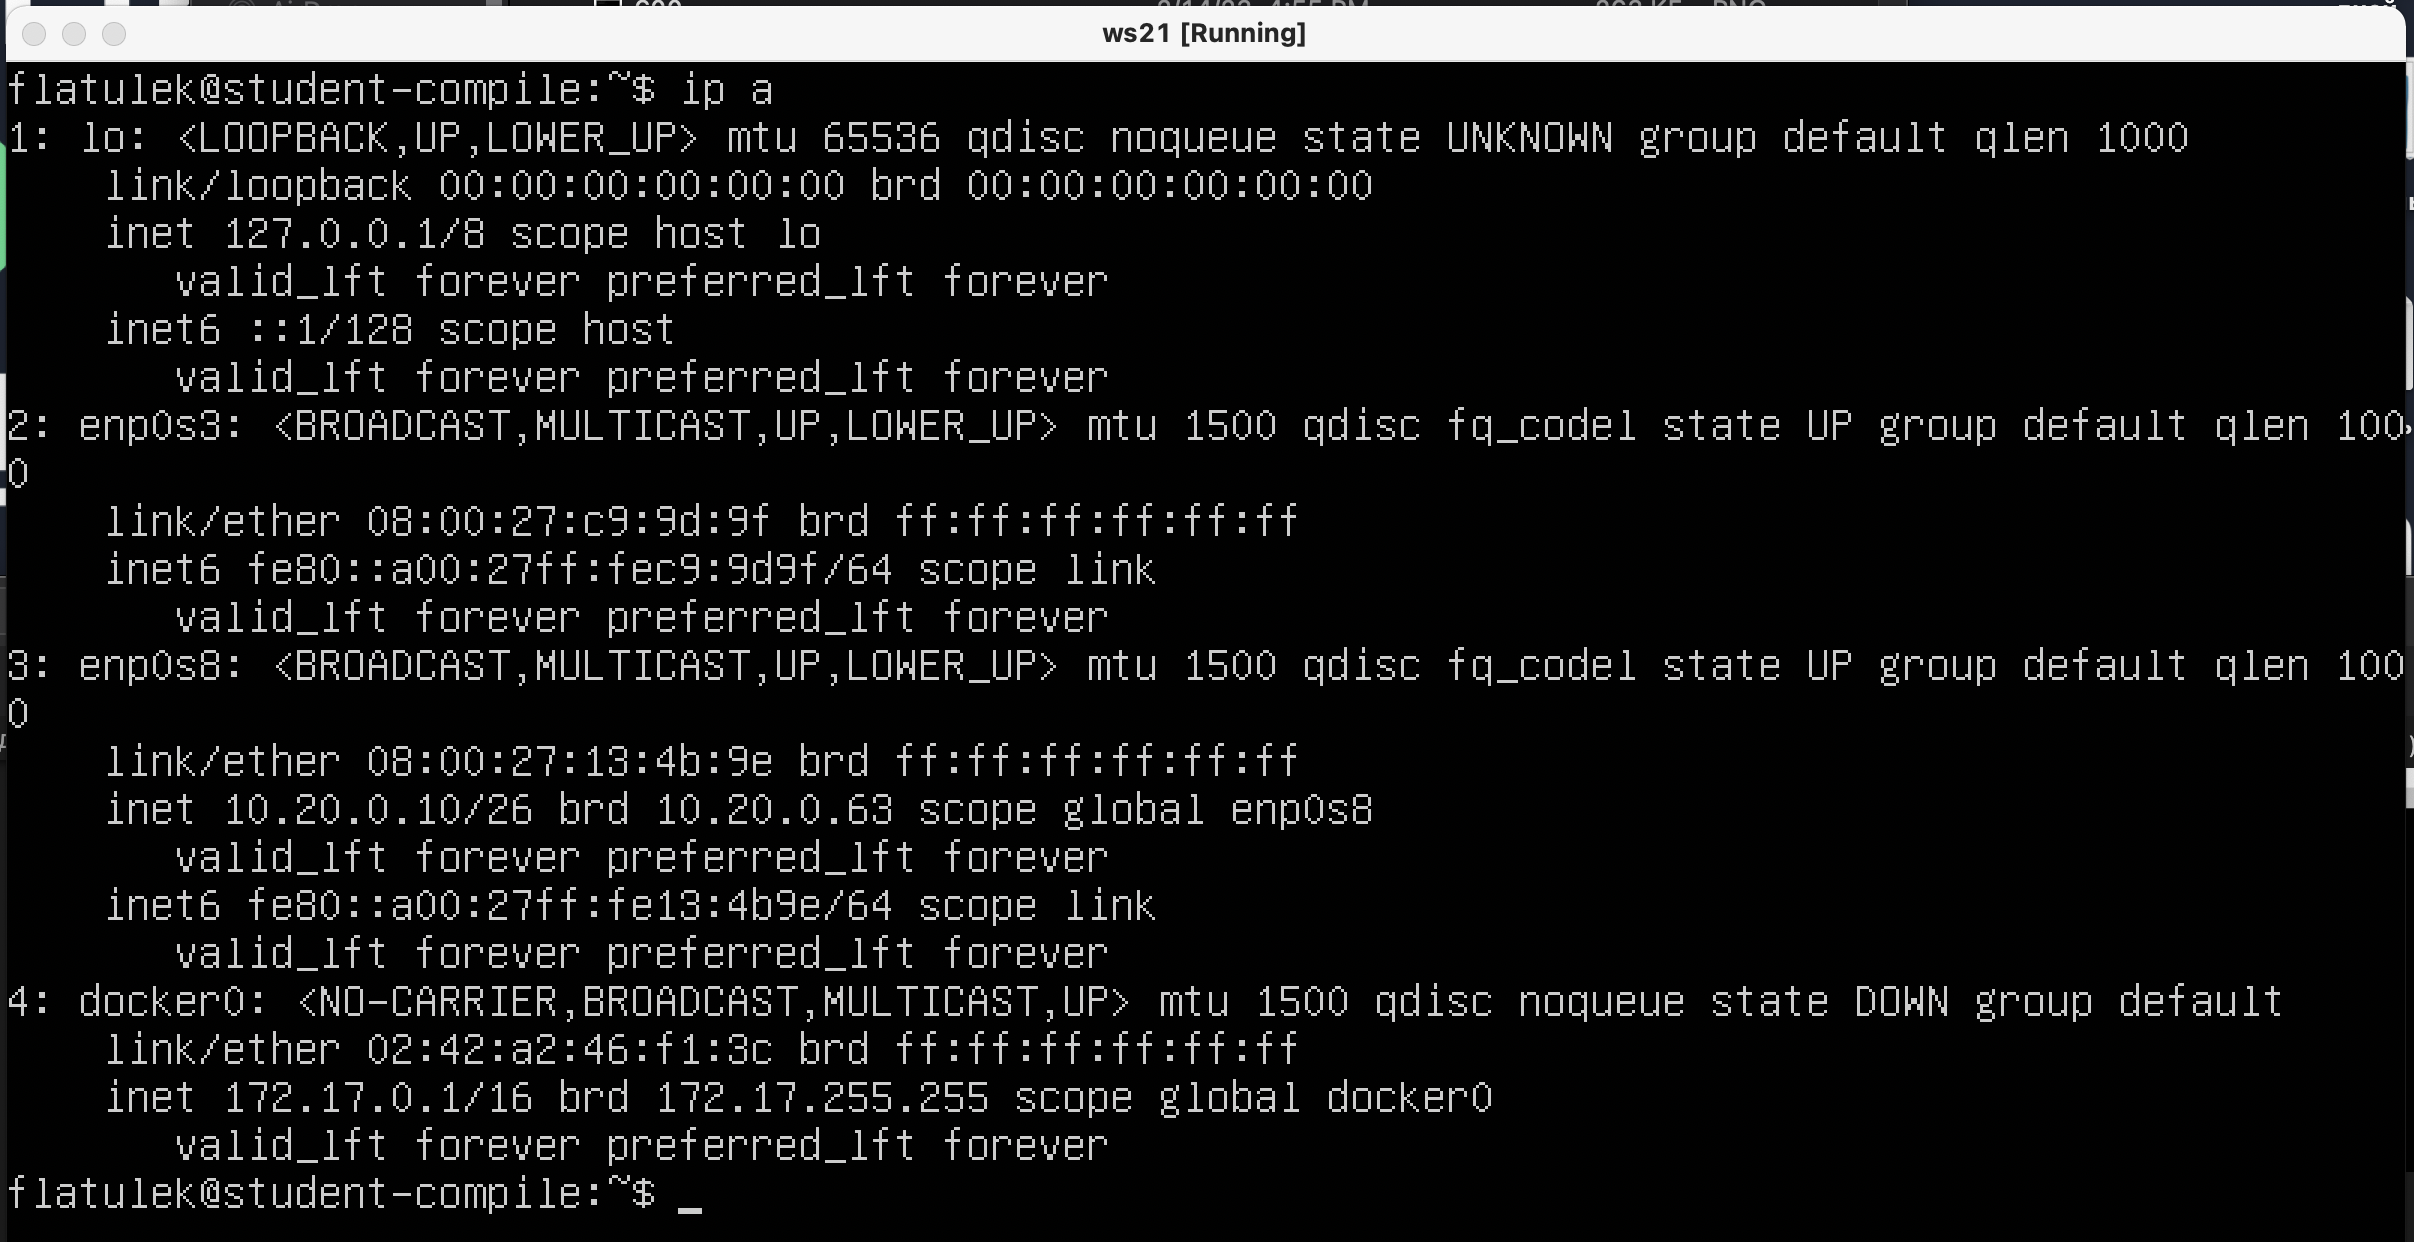 ws21 [Running]
flatulek@student-compile:~$ ip a
1: lo: <LOOPBACK,UP,LOWER_UP> mtu 65536 qdisc noqueue state UNKNOWN group default qlen 1000
    link/loopback 00:00:00:00:00:00 brd 00:00:00:00:00:00
    inet 127.0.0.1/8 scope host lo
       valid_lft forever preferred_lft forever
    inet6 ::1/128 scope host
       valid_lft forever preferred_lft forever
2: enp0s3: <BROADCAST,MULTICAST,UP,LOWER_UP> mtu 1500 qdisc fq_codel state UP group default qlen 100
0
    link/ether 08:00:27:c9:9d:9f brd ff:ff:ff:ff:ff:ff
    inet6 fe80::a00:27ff:fec9:9d9f/64 scope link
       valid_lft forever preferred_lft forever
3: enp0s8: <BROADCAST,MULTICAST,UP,LOWER_UP> mtu 1500 qdisc fq_codel state UP group default qlen 100
0
    link/ether 08:00:27:13:4b:9e brd ff:ff:ff:ff:ff:ff
    inet 10.20.0.10/26 brd 10.20.0.63 scope global enp0s8
       valid_lft forever preferred_lft forever
    inet6 fe80::a00:27ff:fe13:4b9e/64 scope link
       valid_lft forever preferred_lft forever
4: docker0: <NO-CARRIER,BROADCAST,MULTICAST,UP> mtu 1500 qdisc noqueue state DOWN group default
    link/ether 02:42:a2:46:f1:3c brd ff:ff:ff:ff:ff:ff
    inet 172.17.0.1/16 brd 172.17.255.255 scope global docker0
       valid_lft forever preferred_lft forever
flatulek@student-compile:~$ _